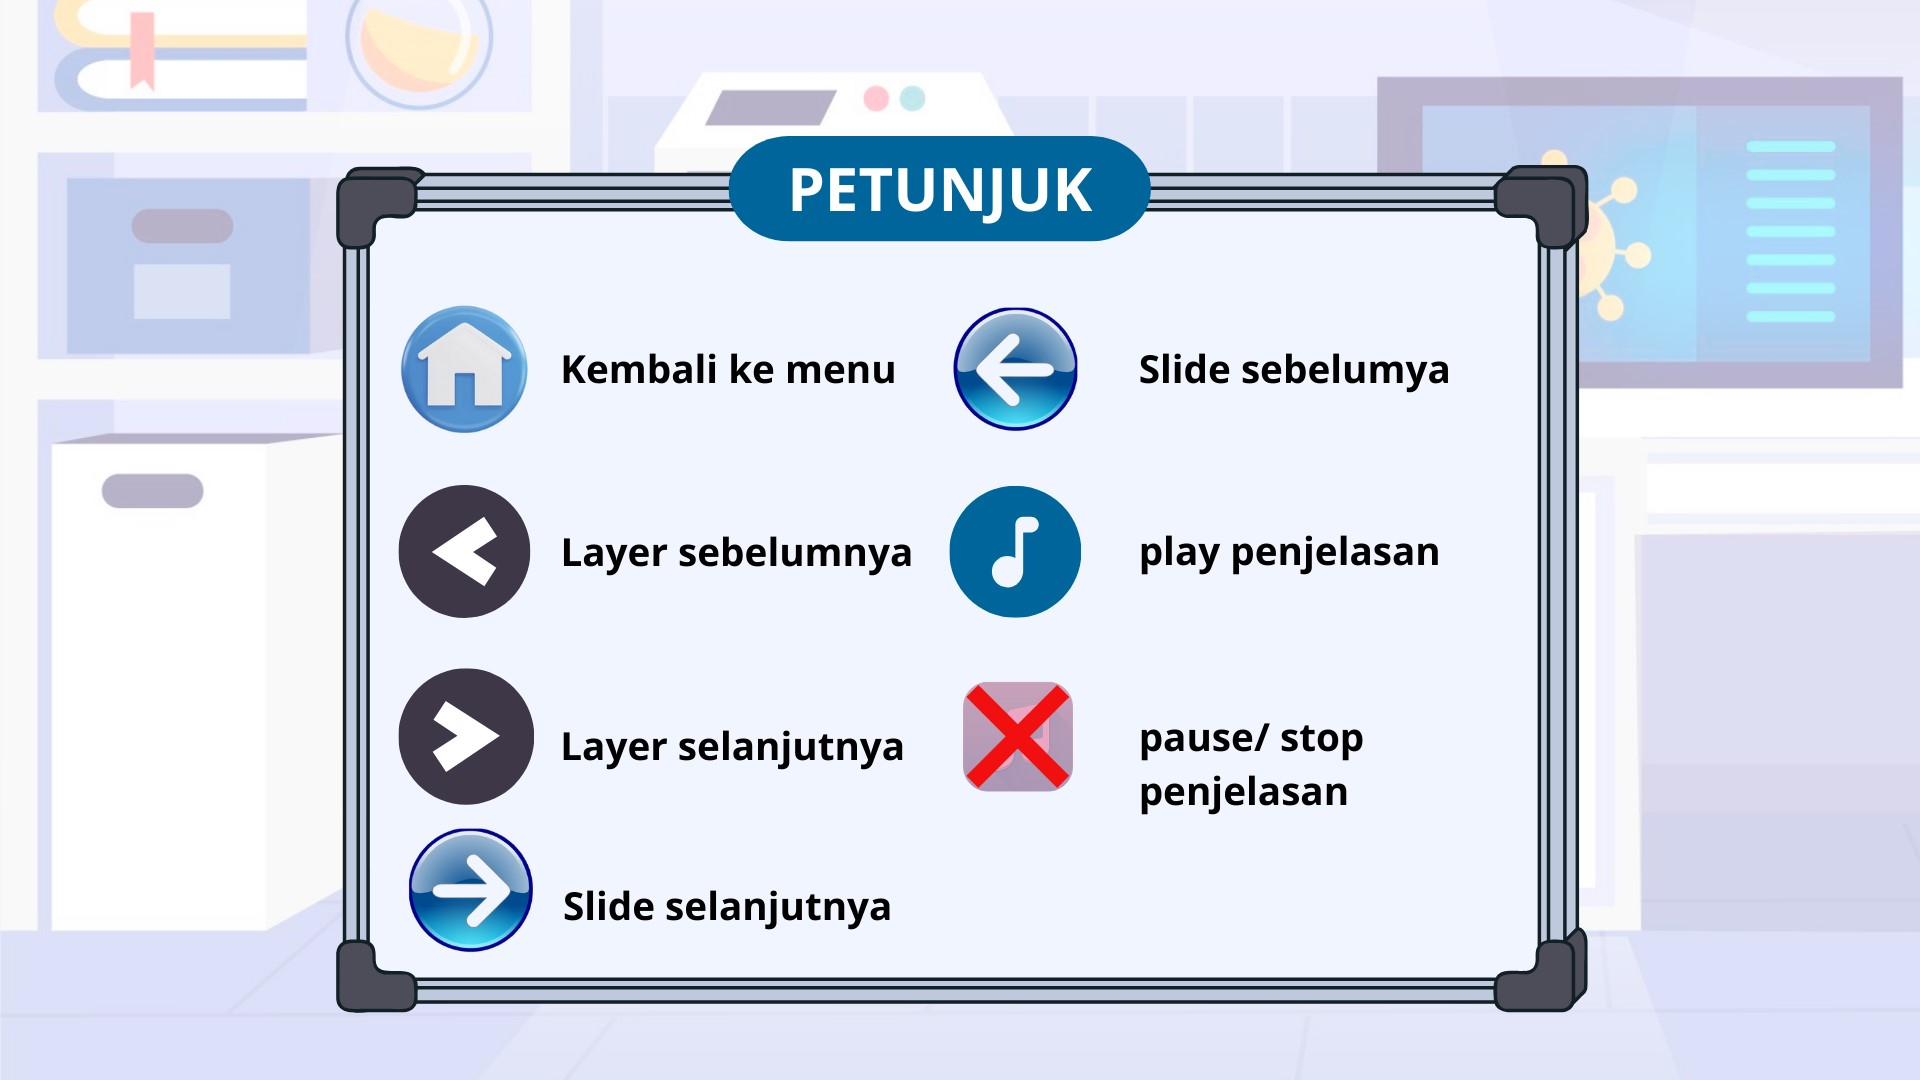 PETUNJUK
Kembali ke menu
Slide sebelumya
Layer sebelumnya
play penjelasan
Layer selanjutnya
pause/ stop
penjelasan
Slide selanjutnya